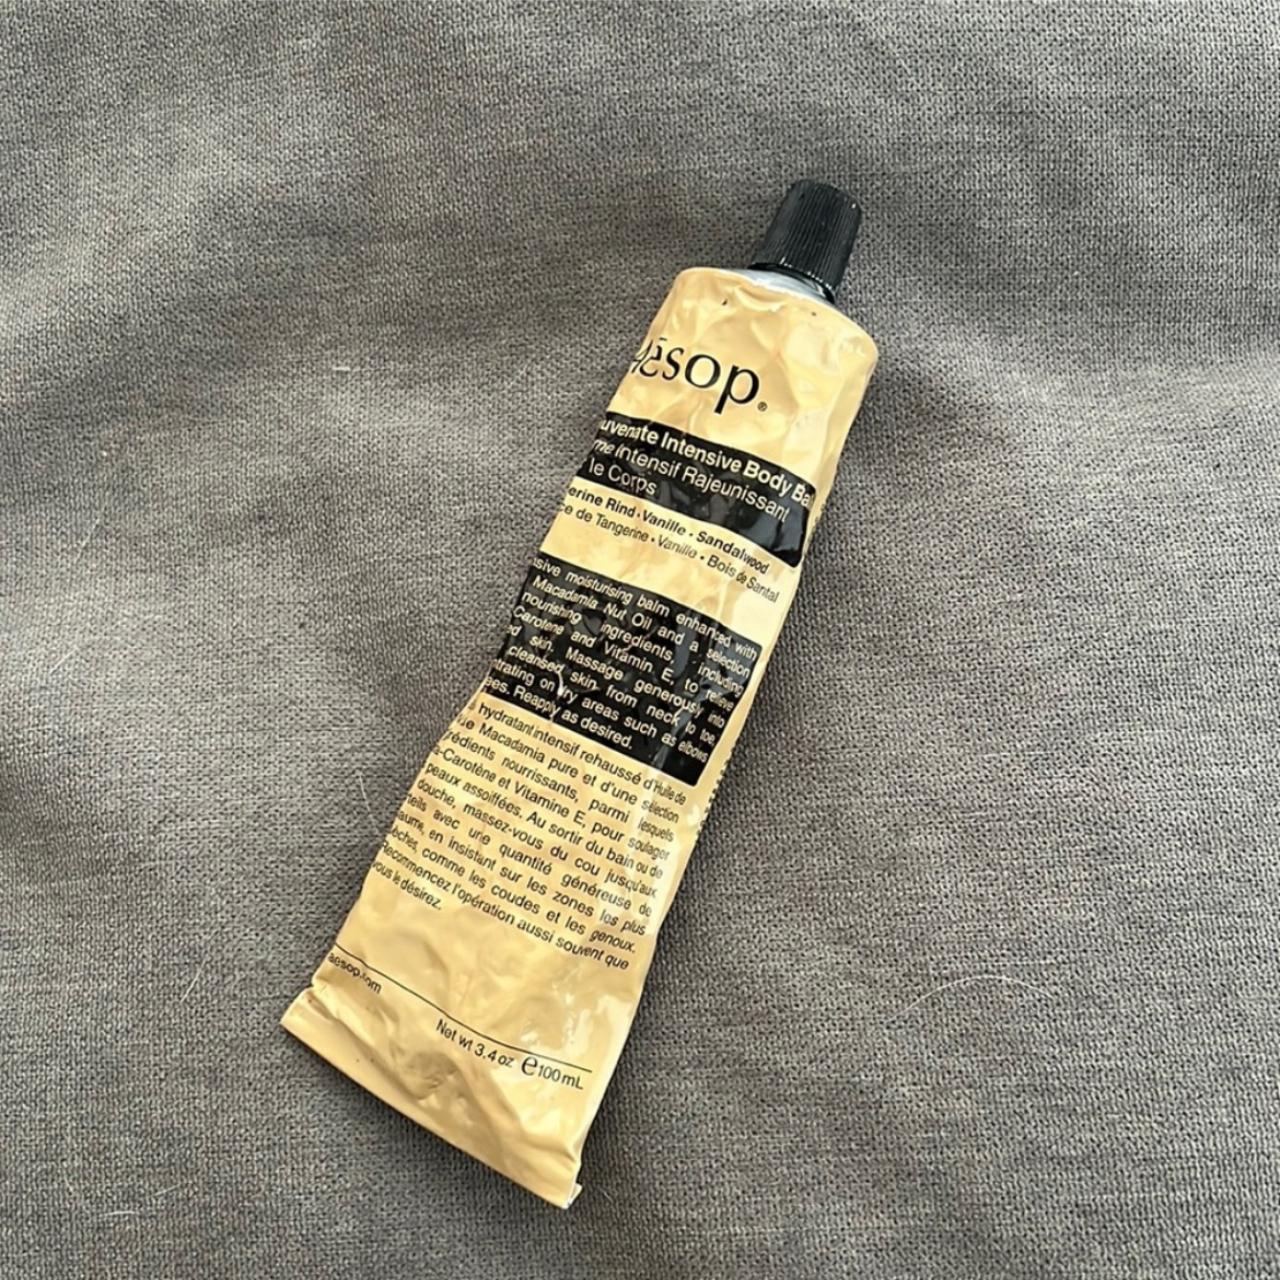 Aēsop®
uvenate Intensive Body Ba
me Intensif Rajeunissant
le Corps
erine Rind · Vanille · Sandalwood
ce de Tangerine · Vanille · Bois de Santal
nsive moisturising balm enhanced with
Macadamia Nut Oil and a selection
nourishing ingredients, including
Carotene and Vitamin E, to relieve
ed skin. Massage generously into
cleansed skin from neck to toe,
ntrating on dry areas such as elbows
ees. Reapply as desired.
hydratant intensif rehaussé d'Huile de
ue Macadamia pure et d'une sélection
rédients nourrissants, parmi lesquels
a-Carotène et Vitamine E, pour soulager
peaux assoiffées. Au sortir du bain ou de
douche, massez-vous du cou jusqu'aux
teils avec une quantité généreuse de
aume, en insistant sur les zones les plus
èches, comme les coudes et les genoux.
Recommencez l'opération aussi souvent que
vous le désirez.
aesop.com
Net wt 3.4 oz ℮100 mL